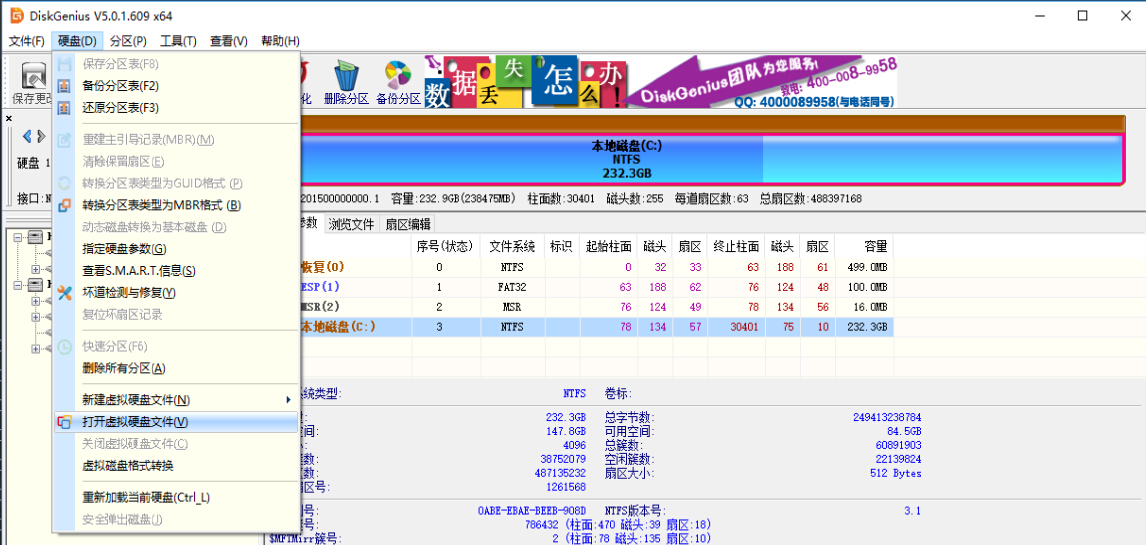 DiskGenius V5.0.1.609 x64
文件(F) 硬盘(D) 分区(P) 工具(T) 查看(V) 帮助(H)
保存更改
保存分区表(F8)
备份分区表(F2)
还原分区表(F3)
重建主引导记录(MBR)(M)
清除保留扇区(E)
转换分区表类型为GUID格式 (P)
转换分区表类型为MBR格式 (B)
动态磁盘转换为基本磁盘 (D)
指定硬盘参数(G)
查看S.M.A.R.T.信息(S)
坏道检测与修复(Y)
复位坏扇区记录
快速分区(F6)
删除所有分区(A)
新建虚拟硬盘文件(N)
打开虚拟硬盘文件(V)
关闭虚拟硬盘文件(C)
虚拟磁盘格式转换
重新加载当前硬盘(Ctrl_L)
安全弹出磁盘(J)
化 删除分区 备份分区
数据丢失怎么办!
DiskGenius团队为您服务!
致电: 400-008-9958
QQ: 4000089958(与电话同号)
硬盘 1
接口:N
本地磁盘(C:)
NTFS
232.3GB
201500000000.1 容量:232.9GB(238475MB) 柱面数:30401 磁头数:255 每道扇区数:63 总扇区数:488397168
参数 浏览文件 扇区编辑
序号(状态) 文件系统 标识 起始柱面 磁头 扇区 终止柱面 磁头 扇区 容量
恢复(0) 0 NTFS 0 32 33 63 188 61 499.0MB
ESP(1) 1 FAT32 63 188 62 76 124 48 100.0MB
MSR(2) 2 MSR 76 124 49 78 134 56 16.0MB
本地磁盘(C:) 3 NTFS 78 134 57 30401 75 10 232.3GB
系统类型: NTFS 卷标:
232.3GB 总字节数: 249413238784
空间: 147.8GB 可用空间: 84.5GB
4096 总簇数: 60891903
数: 38752079 空闲簇数: 22139824
数: 487135232 扇区大小: 512 Bytes
区号: 1261568
号: 0ABE-EBAE-BEEB-908D NTFS版本号: 3.1
号: 786432 (柱面:470 磁头:39 扇区:18)
$MFTMirr簇号: 2 (柱面:78 磁头:135 扇区:10)